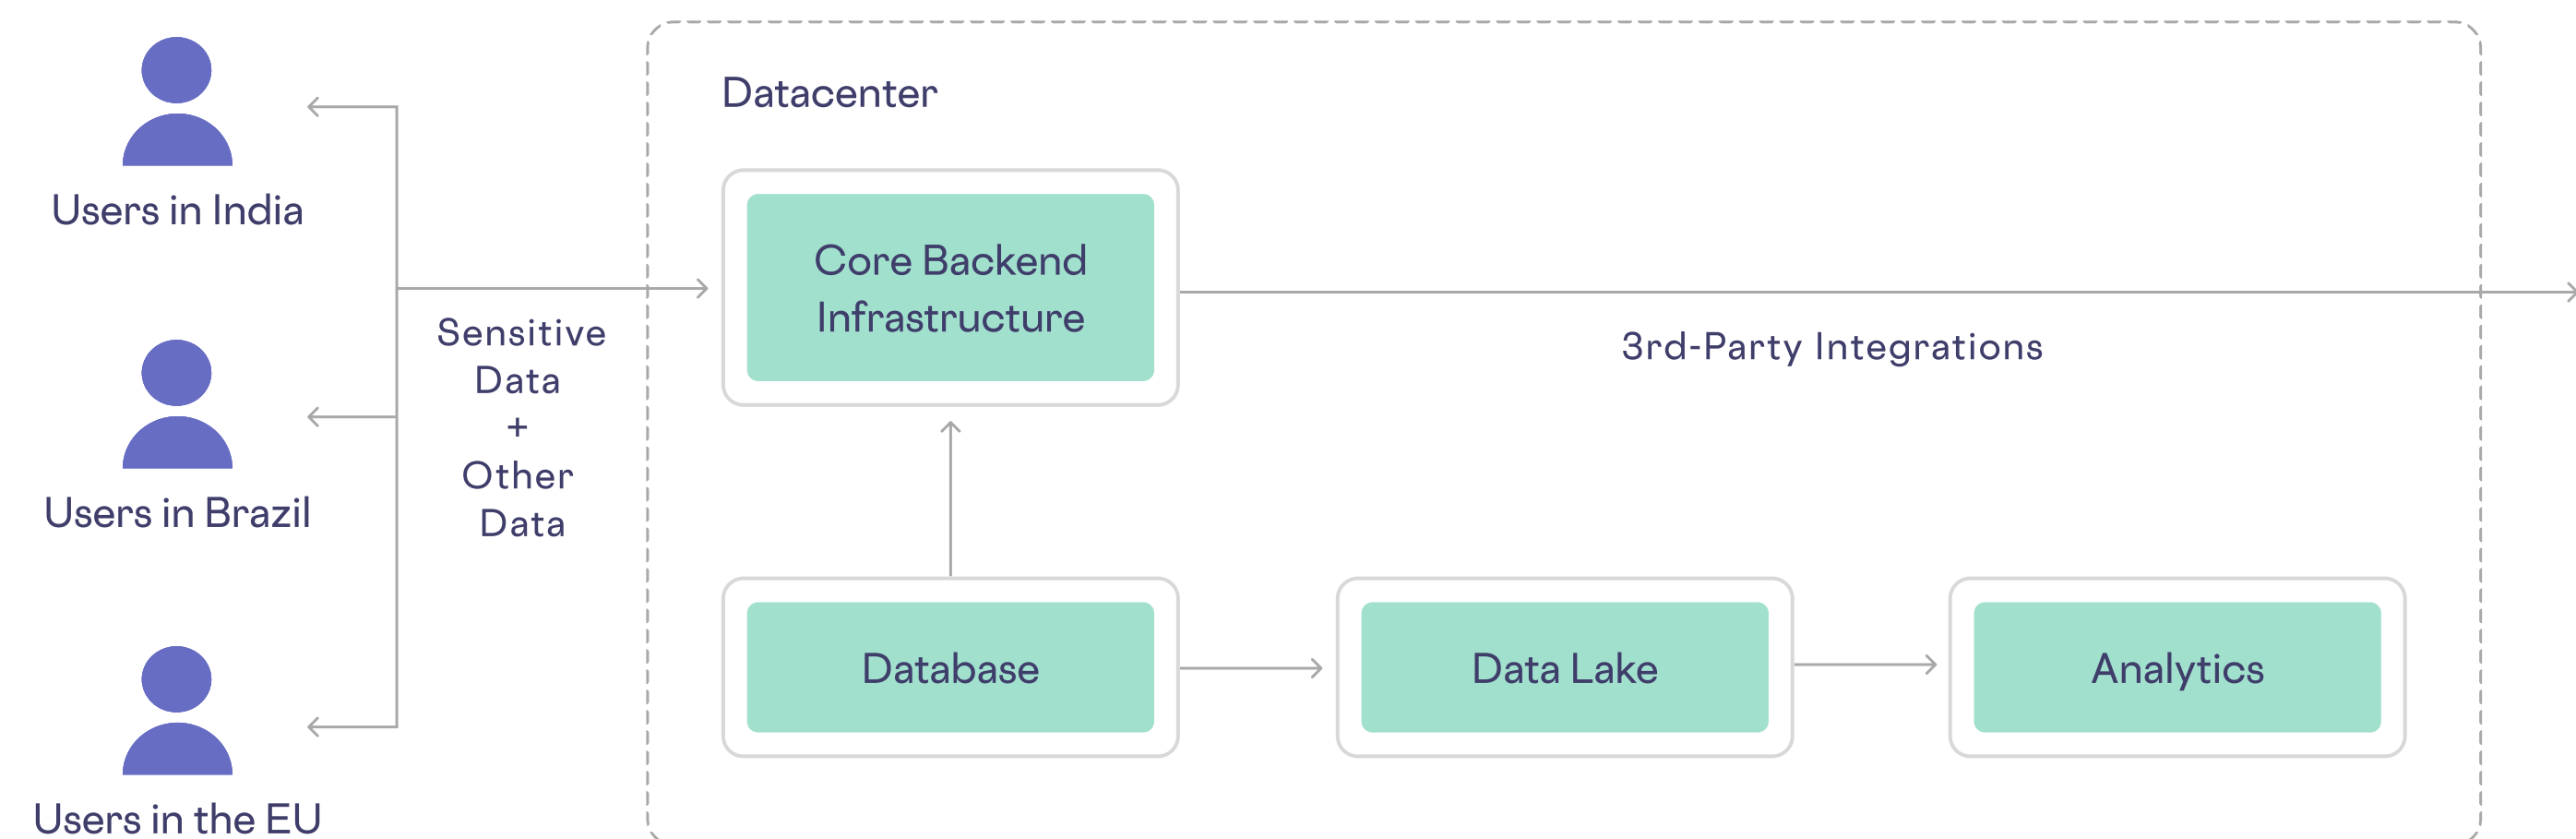 Users in India
Users in Brazil
Users in the EU
Sensitive
Data
+
Other
Data
Datacenter
Core Backend
Infrastructure
3rd-Party Integrations
Database
Data Lake
Analytics